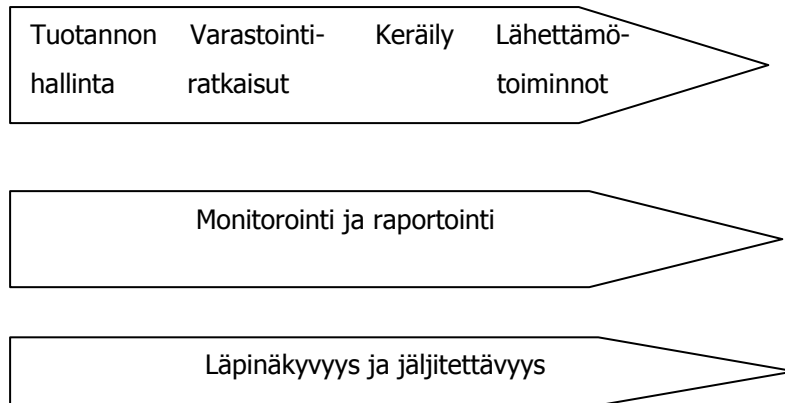 Tuotannon Varastointi- Keräily Lähettämö-
hallinta ratkaisut toiminnot
Monitorointi ja raportointi
Läpinäkyvyys ja jäljitettävyys